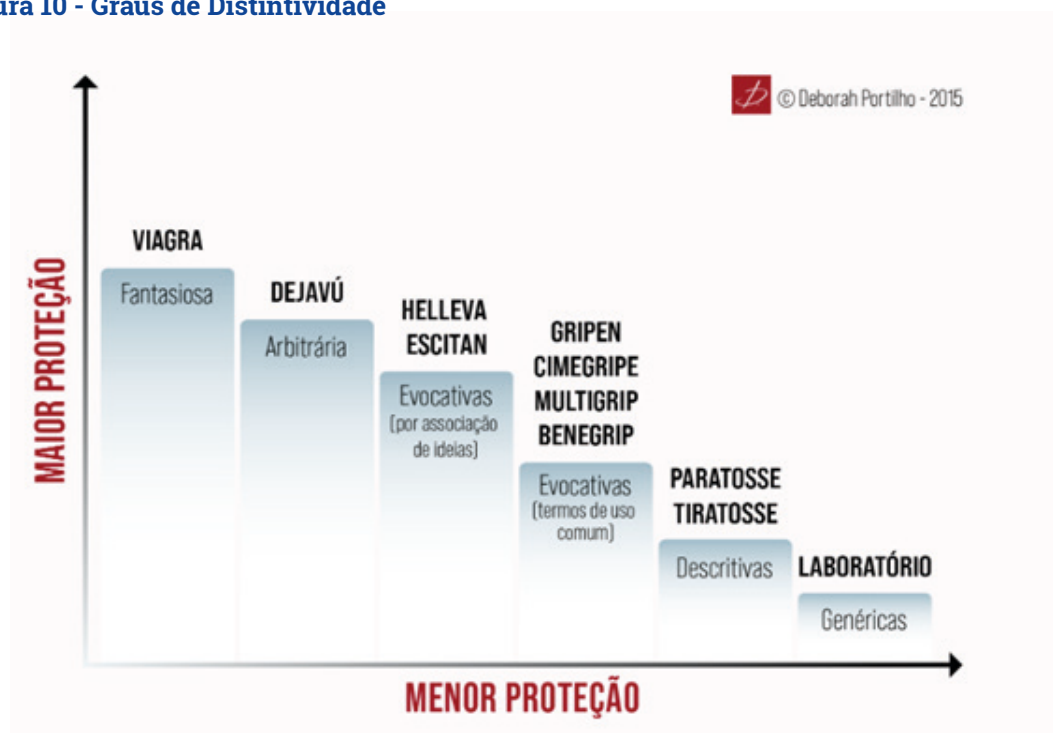 ura 10 - Graus de Distintividade
© Deborah Portilho - 2015
MAIOR PROTEÇÃO
VIAGRA
Fantasiosa
DEJAVÚ
Arbitrária
HELLEVA
ESCITAN
Evocativas
(por associação
de ideias)
GRIPEN
CIMEGRIPE
MULTIGRIP
BENEGRIP
Evocativas
(termos de uso
comum)
PARATOSSE
TIRATOSSE
Descritivas
LABORATÓRIO
Genéricas
MENOR PROTEÇÃO